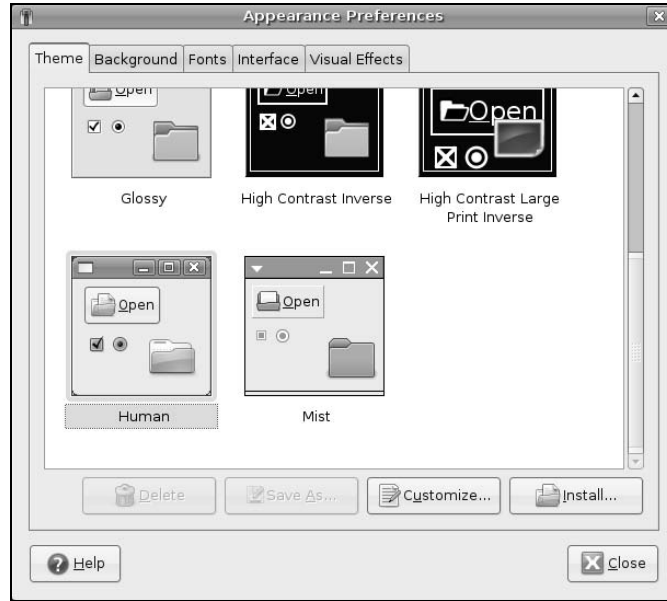 Appearance Preferences
Theme Background Fonts Interface Visual Effects
Open
Open
Open
Glossy
High Contrast Inverse
High Contrast Large
Print Inverse
Open
Open
Human
Mist
Delete
Save As...
Customize...
Install...
Help
Close